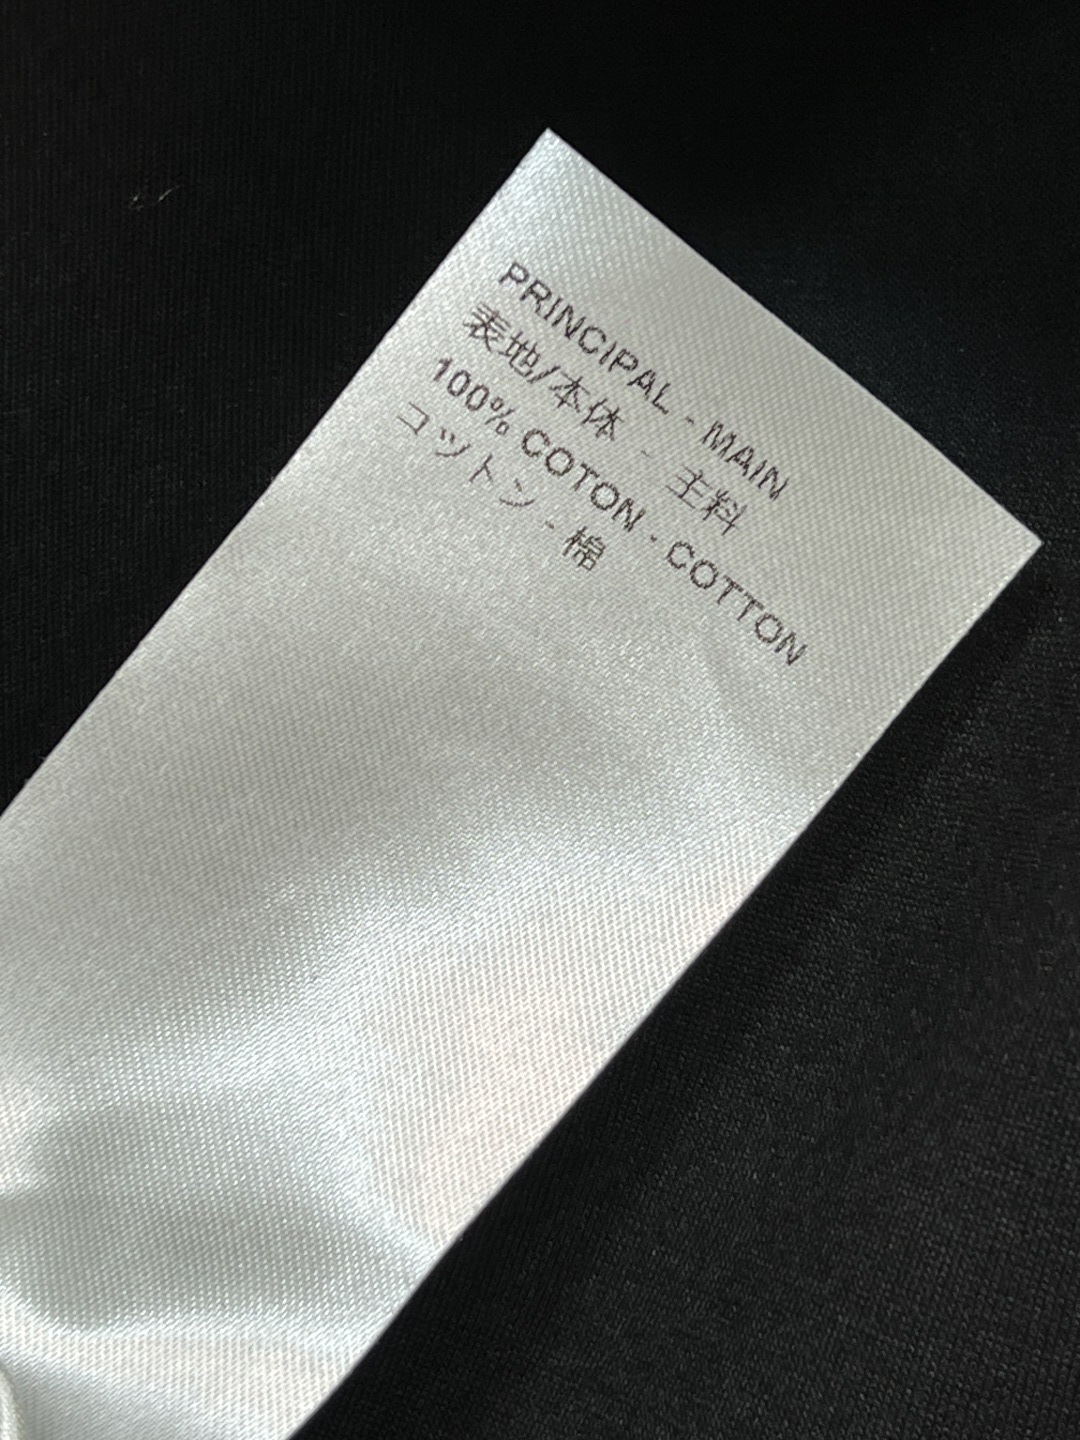 PRINCIPAL - MAIN
表地/本体 - 主料
100% COTON - COTTON
コットン - 棉